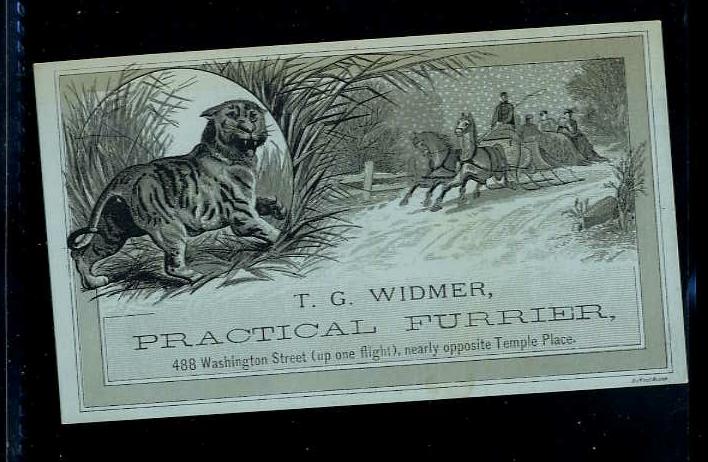 T. G. WIDMER,
PRACTICAL FURRIER,
488 Washington Street (up one flight), nearly opposite Temple Place.